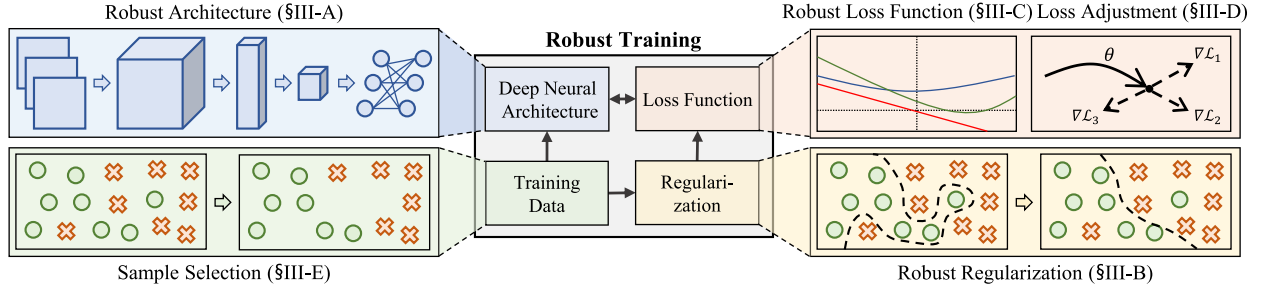 Robust Architecture (§III-A)
Robust Loss Function (§III-C)
Loss Adjustment (§III-D)
Robust Training
Deep Neural
Architecture
Loss Function
Training
Data
Regulari-
zation
θ
∇ℒ₁
∇ℒ₃
∇ℒ₂
Sample Selection (§III-E)
Robust Regularization (§III-B)